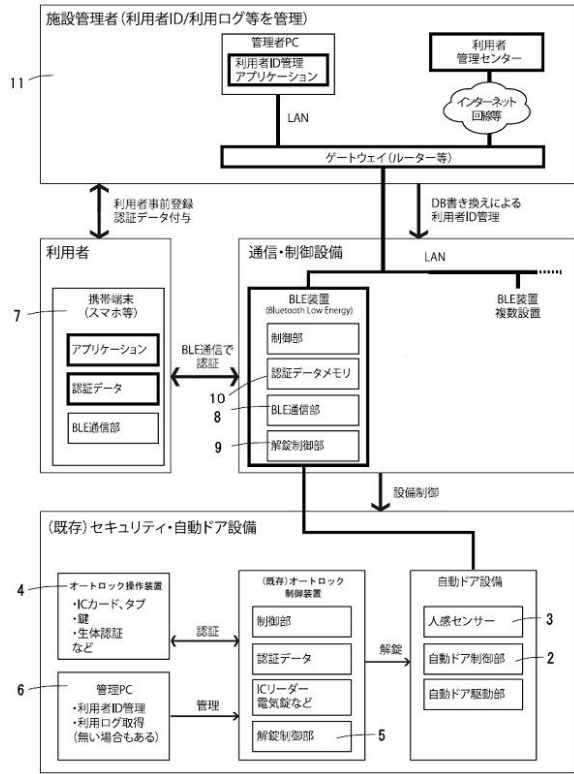 施設管理者(利用者ID/利用ログ等を管理)
管理者PC
利用者ID管理
アプリケーション
利用者
管理センター
11
インターネット
回線等
LAN
ゲートウェイ(ルーター等)
利用者事前登録
認証データ付与
DB書き換えによる
利用者ID管理
利用者
通信・制御設備
LAN
7
携帯端末
(スマホ等)
アプリケーション
認証データ
BLE通信部
BLE通信で
認証
BLE装置
(Bluetooth Low Energy)
制御部
認証データメモリ
10
BLE通信部
8
解錠制御部
9
BLE装置
複数設置
設備制御
(既存)セキュリティ・自動ドア設備
4
オートロック操作装置
・ICカード、タブ
・鍵
・生体認証
など
認証
(既存)オートロック
制御装置
制御部
認証データ
ICリーダー
電気錠など
解錠制御部
5
解錠
自動ドア設備
人感センサー
3
自動ドア制御部
2
自動ドア駆動部
6
管理PC
・利用者ID管理
・利用ログ取得
(無い場合もある)
管理